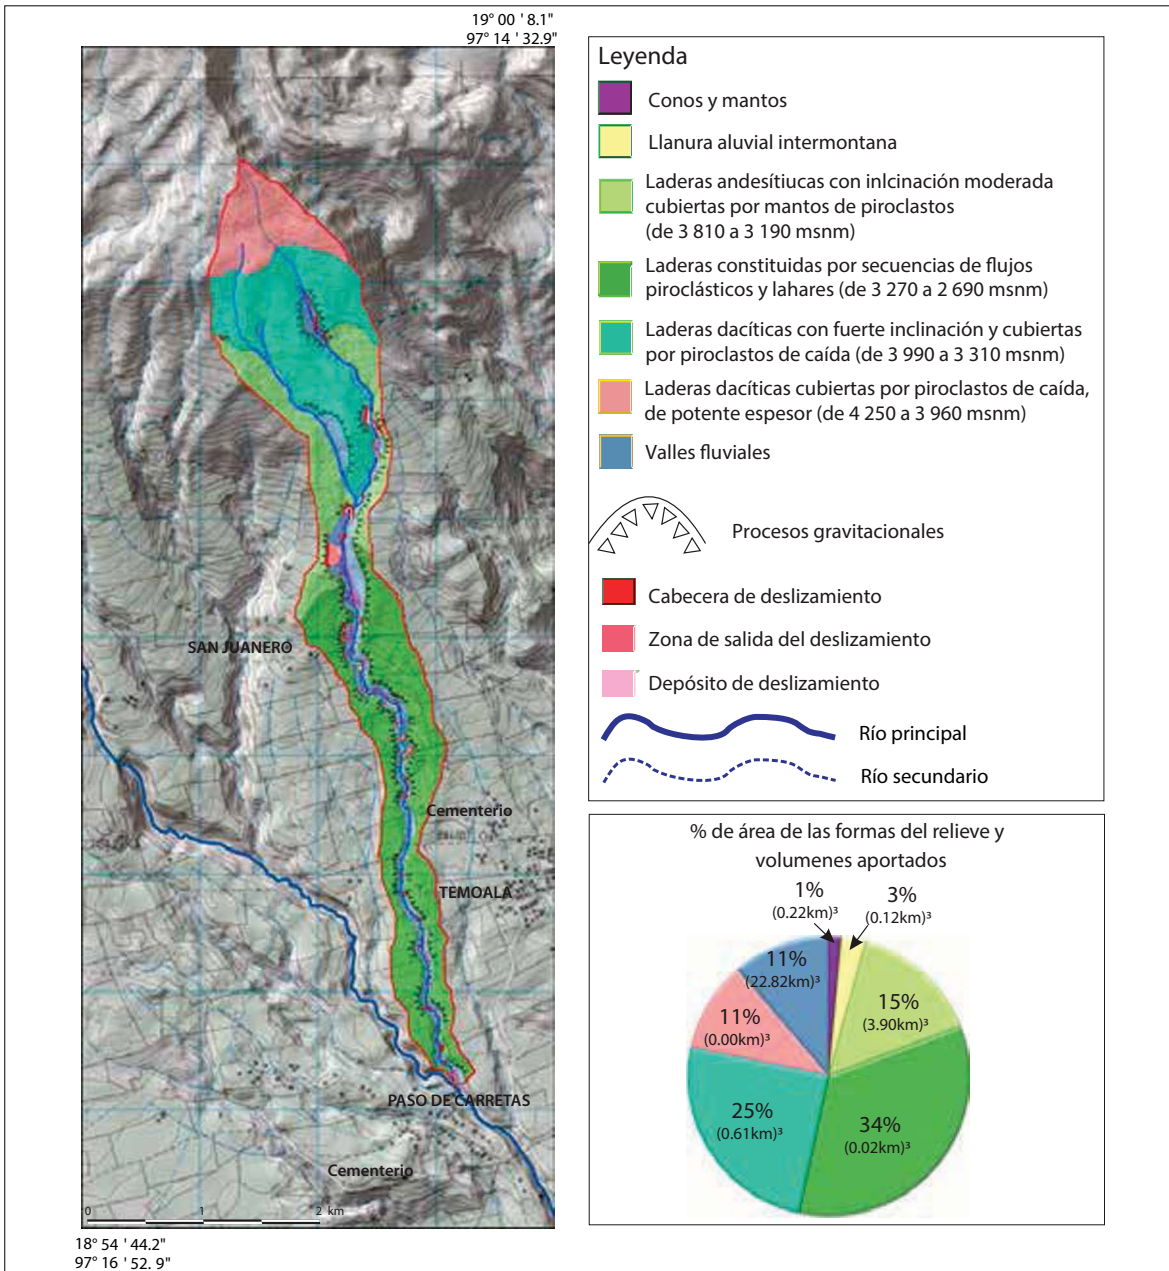 19° 00 ' 8.1"
97° 14 ' 32.9"
SAN JUANERO
Cementerio
TEMOALA
PASO DE CARRETAS
Cementerio
0 1 2 km
18° 54 ' 44.2"
97° 16 ' 52. 9"
Leyenda
Conos y mantos
Llanura aluvial intermontana
Laderas andesítiucas con inlcinación moderada
cubiertas por mantos de piroclastos
(de 3 810 a 3 190 msnm)
Laderas constituidas por secuencias de flujos
piroclásticos y lahares (de 3 270 a 2 690 msnm)
Laderas dacíticas con fuerte inclinación y cubiertas
por piroclastos de caída (de 3 990 a 3 310 msnm)
Laderas dacíticas cubiertas por piroclastos de caída,
de potente espesor (de 4 250 a 3 960 msnm)
Valles fluviales
Procesos gravitacionales
Cabecera de deslizamiento
Zona de salida del deslizamiento
Depósito de deslizamiento
Río principal
Río secundario
% de área de las formas del relieve y
volumenes aportados
1%
(0.22km)³
3%
(0.12km)³
11%
(22.82km)³
15%
(3.90km)³
11%
(0.00km)³
25%
(0.61km)³
34%
(0.02km)³